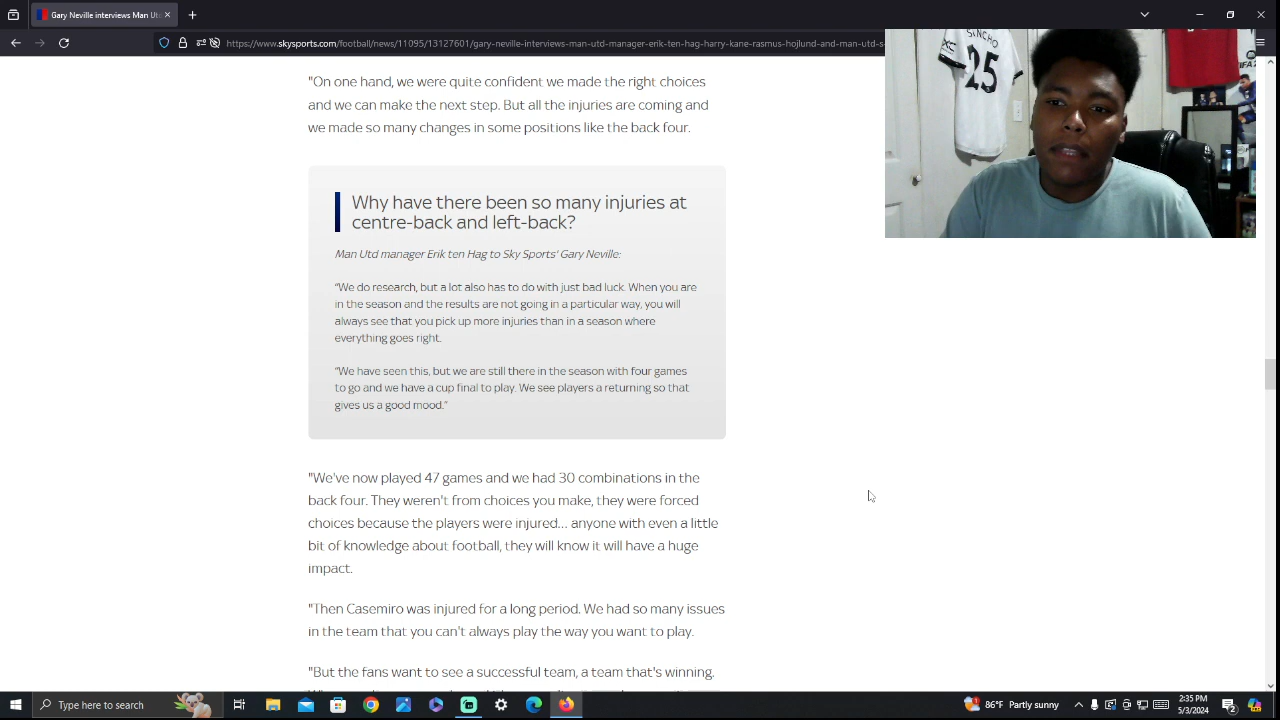 Gary Neville interviews Man Ut
https://www.skysports.com/football/news/11095/13127601/gary-neville-interviews-man-utd-manager-erik-ten-hag-harry-kane-rasmus-hojlund-and-man-utd-s
SANCHO
25
"On one hand, we were quite confident we made the right choices
and we can make the next step. But all the injuries are coming and
we made so many changes in some positions like the back four.
Why have there been so many injuries at
centre-back and left-back?
Man Utd manager Erik ten Hag to Sky Sports' Gary Neville:
"We do research, but a lot also has to do with just bad luck. When you are
in the season and the results are not going in a particular way, you will
always see that you pick up more injuries than in a season where
everything goes right.
"We have seen this, but we are still there in the season with four games
to go and we have a cup final to play. We see players a returning so that
gives us a good mood."
"We've now played 47 games and we had 30 combinations in the
back four. They weren't from choices you make, they were forced
choices because the players were injured... anyone with even a little
bit of knowledge about football, they will know it will have a huge
impact.
"Then Casemiro was injured for a long period. We had so many issues
in the team that you can't always play the way you want to play.
"But the fans want to see a successful team, a team that's winning.
Type here to search
86°F Partly sunny
2:35 PM
5/3/2024
2